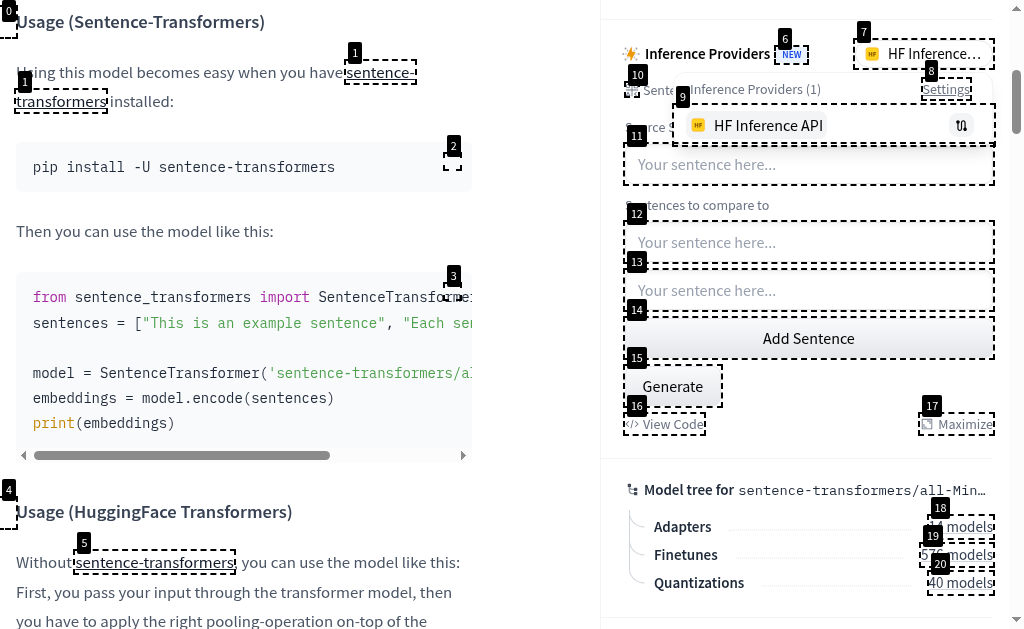 Usage (Sentence-Transformers)
Using this model becomes easy when you have sentence-
transformers installed:
pip install -U sentence-transformers
Then you can use the model like this:
from sentence_transformers import SentenceTransformer
sentences = ["This is an example sentence", "Each sen
model = SentenceTransformer('sentence-transformers/al
embeddings = model.encode(sentences)
print(embeddings)
Usage (HuggingFace Transformers)
Without sentence-transformers, you can use the model like this:
First, you pass your input through the transformer model, then
you have to apply the right pooling-operation on-top of the
Inference Providers NEW
HF Inference…
Inference Providers (1)
Settings
HF Inference API
Source S
Your sentence here...
Sentences to compare to
Your sentence here...
Your sentence here...
Add Sentence
Generate
View Code
Maximize
Model tree for sentence-transformers/all-Min…
Adapters
14 models
Finetunes
576 models
Quantizations
40 models
0
1
1
2
3
4
5
6
7
8
9
10
11
12
13
14
15
16
17
18
19
20